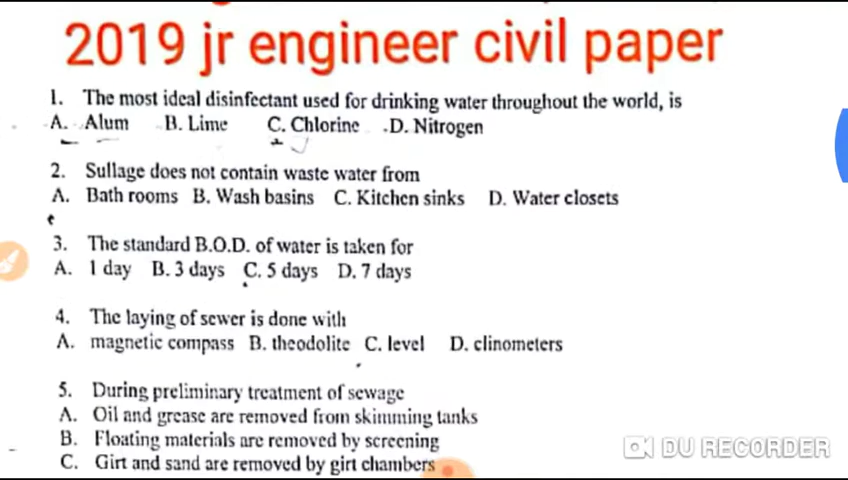 2019 jr engineer civil paper
1. The most ideal disinfectant used for drinking water throughout the world, is
A. Alum B. Lime C. Chlorine D. Nitrogen
2. Sullage does not contain waste water from
A. Bath rooms B. Wash basins C. Kitchen sinks D. Water closets
3. The standard B.O.D. of water is taken for
A. 1 day B. 3 days C. 5 days D. 7 days
4. The laying of sewer is done with
A. magnetic compass B. theodolite C. level D. clinometers
5. During preliminary treatment of sewage
A. Oil and grease are removed from skimming tanks
B. Floating materials are removed by screening
C. Girt and sand are removed by girt chambers
DU RECORDER